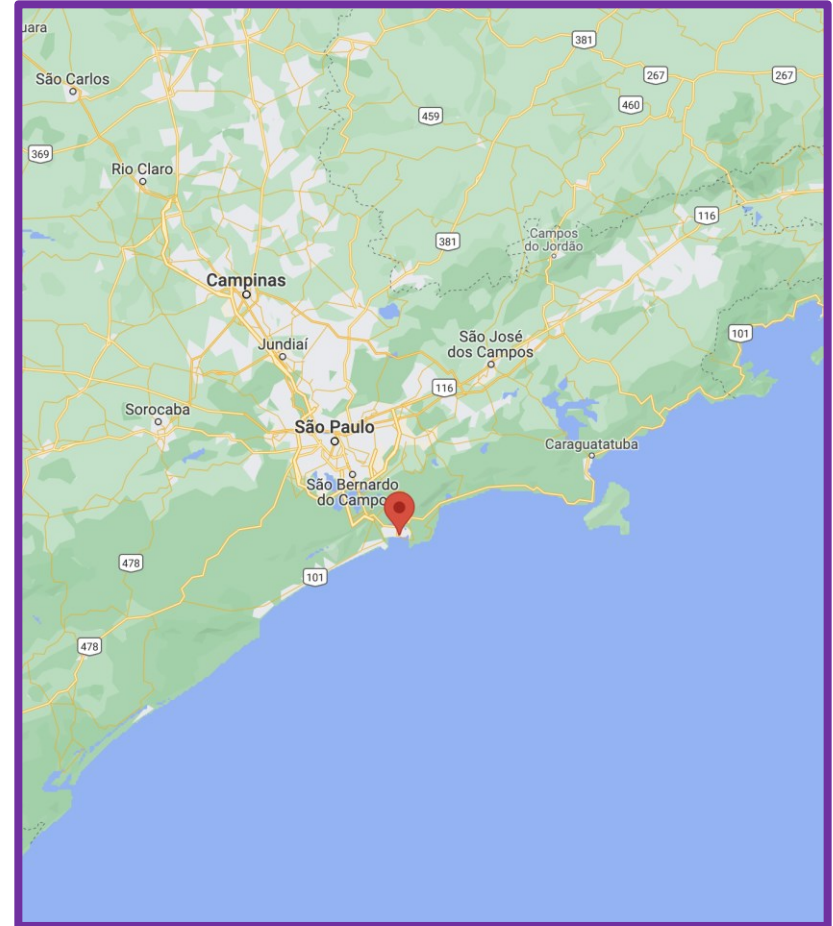 uara
381
São Carlos
267
267
460
459
369
Rio Claro
116
Campos
do Jordão
381
Campinas
101
São José
dos Campos
Jundiaí
116
Sorocaba
São Paulo
Caraguatatuba
São Bernardo
do Campo
478
101
478